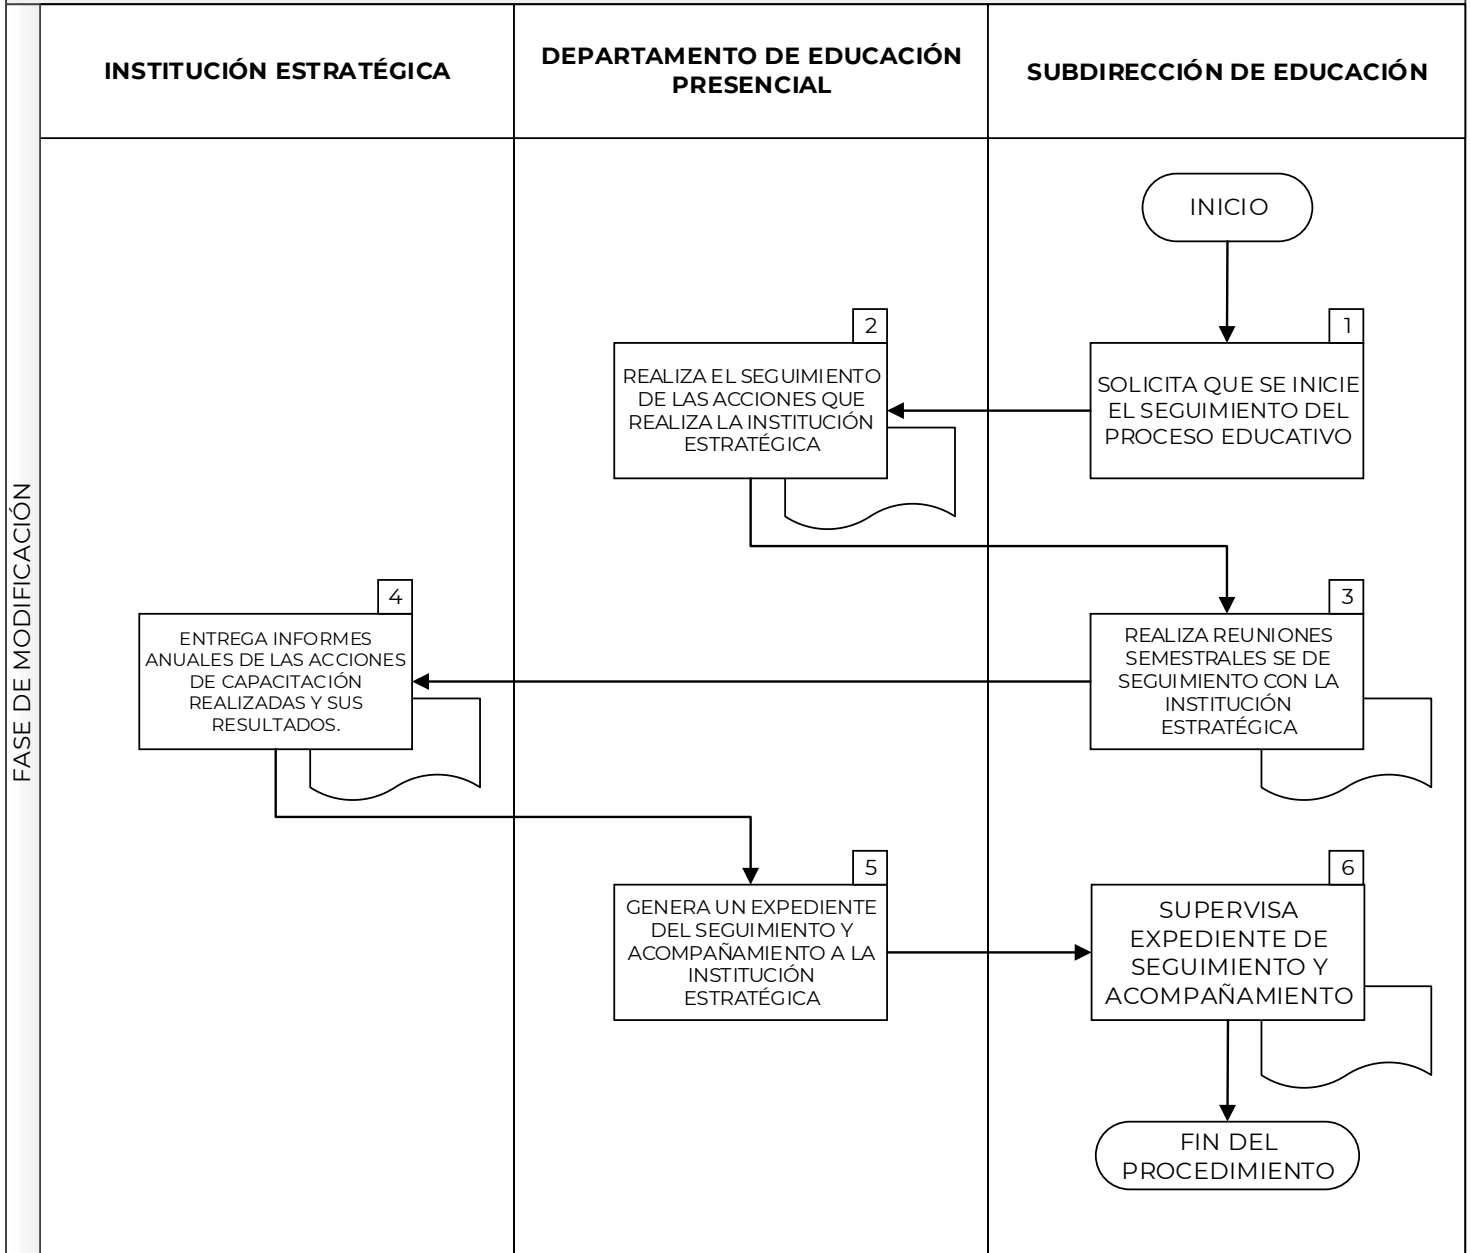 INSTITUCIÓN ESTRATÉGICA
DEPARTAMENTO DE EDUCACIÓN
PRESENCIAL
SUBDIRECCIÓN DE EDUCACIÓN
FASE DE MODIFICACIÓN
INICIO
1
SOLICITA QUE SE INICIE
EL SEGUIMIENTO DEL
PROCESO EDUCATIVO
2
REALIZA EL SEGUIMIENTO
DE LAS ACCIONES QUE
REALIZA LA INSTITUCIÓN
ESTRATÉGICA
3
REALIZA REUNIONES
SEMESTRALES SE DE
SEGUIMIENTO CON LA
INSTITUCIÓN
ESTRATÉGICA
4
ENTREGA INFORMES
ANUALES DE LAS ACCIONES
DE CAPACITACIÓN
REALIZADAS Y SUS
RESULTADOS.
5
GENERA UN EXPEDIENTE
DEL SEGUIMIENTO Y
ACOMPAÑAMIENTO A LA
INSTITUCIÓN
ESTRATÉGICA
6
SUPERVISA
EXPEDIENTE DE
SEGUIMIENTO Y
ACOMPAÑAMIENTO
FIN DEL
PROCEDIMIENTO